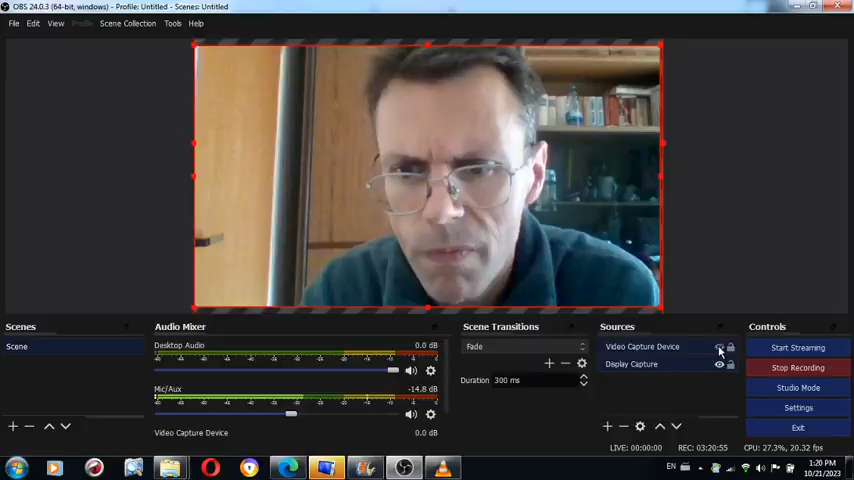 OBS 24.0.3 (64-bit, windows) - Profile: Untitled - Scenes: Untitled
File Edit View Profile Scene Collection Tools Help
Scenes
Scene
Audio Mixer
Desktop Audio 0.0 dB
Mic/Aux -14.8 dB
Video Capture Device 0.0 dB
Scene Transitions
Fade
Duration 300 ms
Sources
Video Capture Device
Display Capture
Controls
Start Streaming
Stop Recording
Studio Mode
Settings
Exit
LIVE: 00:00:00 REC: 03:20:55 CPU: 27.3%, 20.32 fps
EN
1:20 PM
10/21/2023